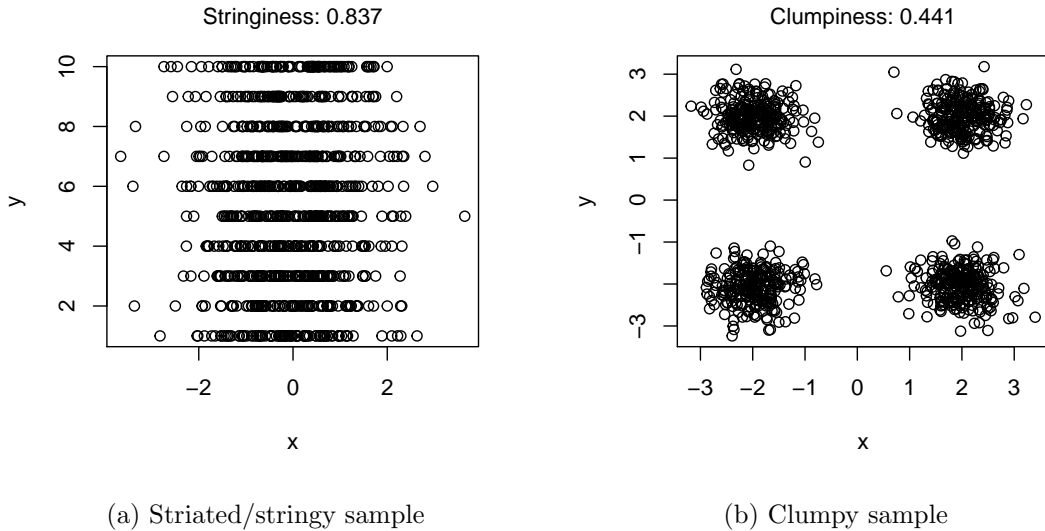 Stringiness: 0.837
10
8
6
4
2
y
−2
0
2
x
(a) Striated/stringy sample
Clumpiness: 0.441
3
2
1
0
−1
−3
y
−3
−2
−1
0
1
2
3
x
(b) Clumpy sample